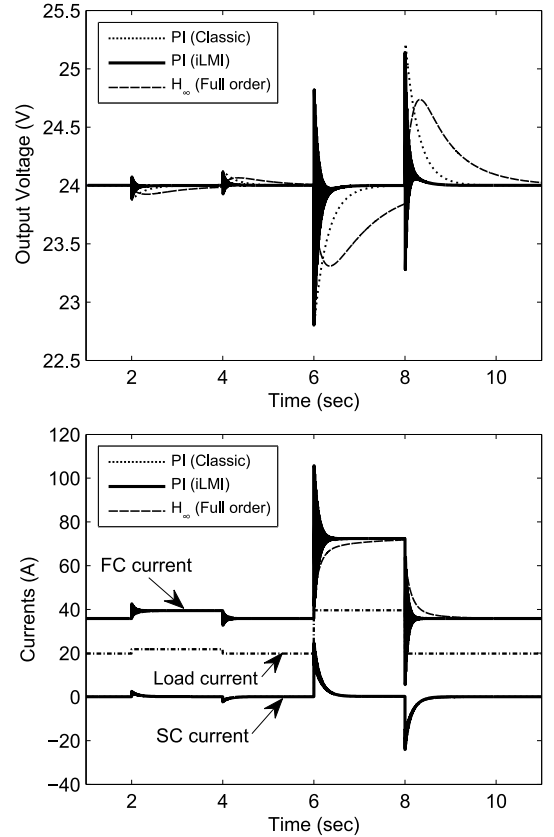 25.5
25
24.5
24
23.5
23
22.5
Output Voltage (V)
PI (Classic)
PI (iLMI)
H∞ (Full order)
2 4 6 8 10
Time (sec)
120
100
80
60
40
20
0
−20
−40
Currents (A)
PI (Classic)
PI (iLMI)
H∞ (Full order)
FC current
Load current
SC current
2 4 6 8 10
Time (sec)